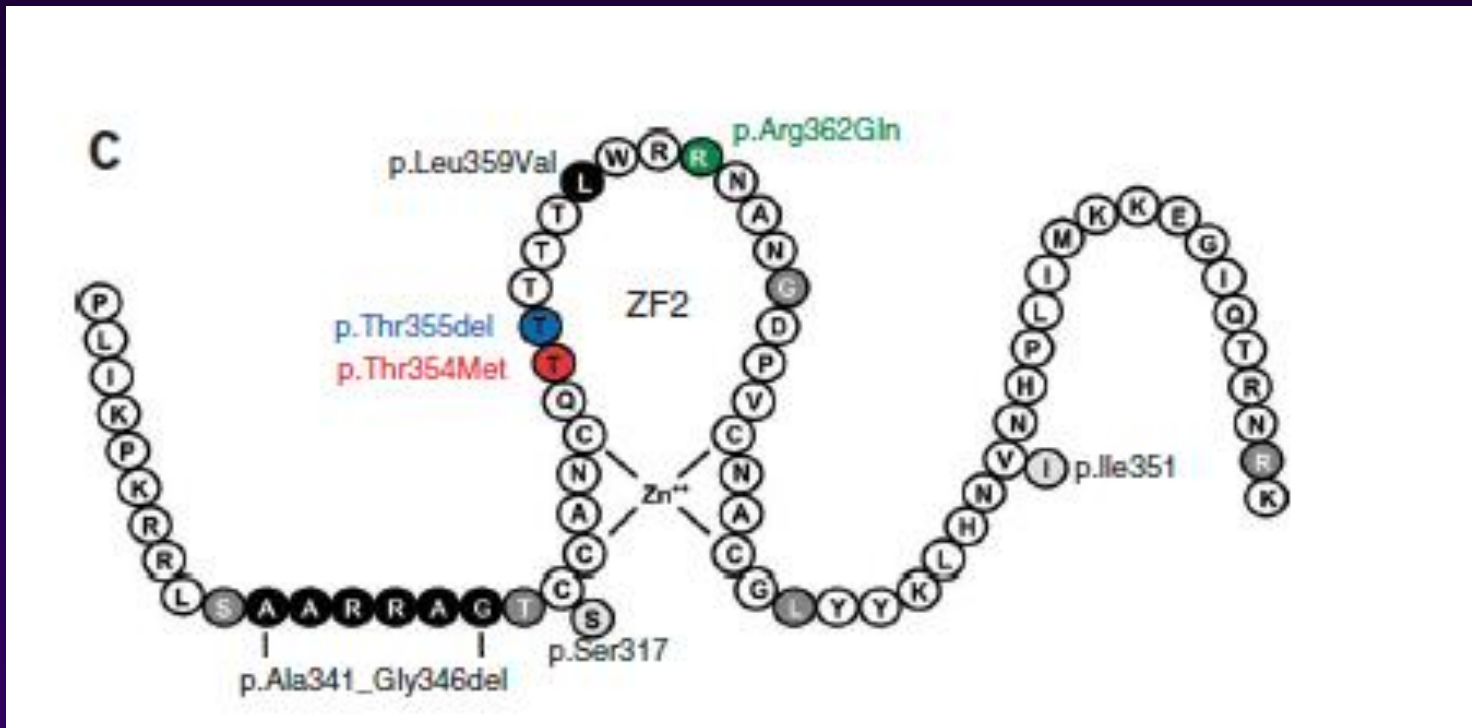 C
p.Leu359Val
p.Arg362Gln
p.Thr355del
p.Thr354Met
ZF2
Zn++
p.Ile351
p.Ser317
p.Ala341_Gly346del
P L I K P K R R L S A A R R A G T C S C A N C Q T T T T T L W R R N A N G D P V C N A C G L Y Y K L H N V I N H P L I M K K E G I Q T R N R K